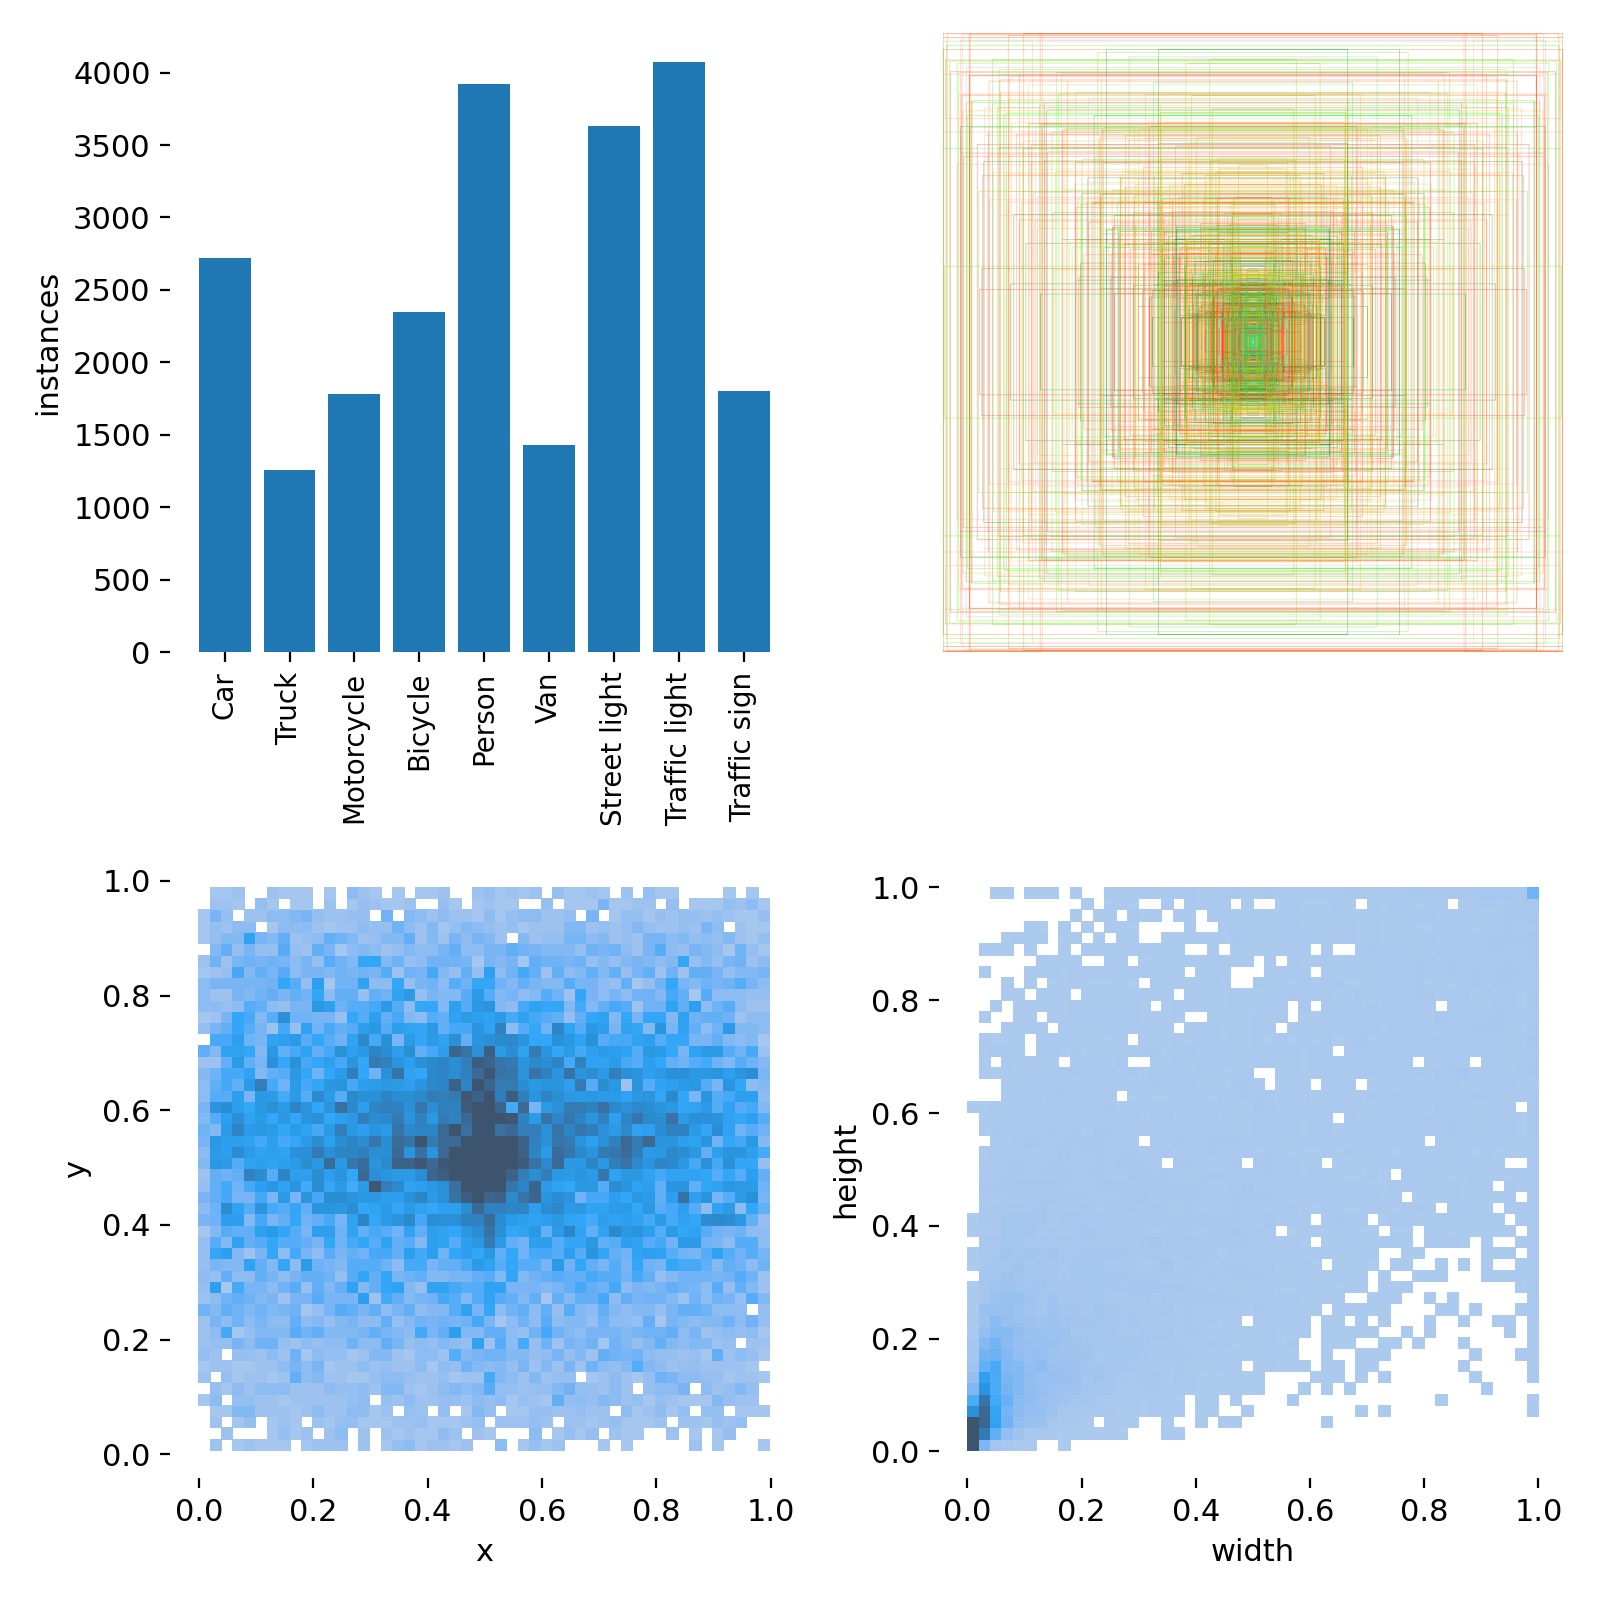 4000
3500
3000
2500
2000
1500
1000
500
0
instances
Car
Truck
Motorcycle
Bicycle
Person
Van
Street light
Traffic light
Traffic sign
1.0
0.8
0.6
0.4
0.2
0.0
y
0.0 0.2 0.4 0.6 0.8 1.0
x
1.0
0.8
0.6
0.4
0.2
0.0
height
0.0 0.2 0.4 0.6 0.8 1.0
width